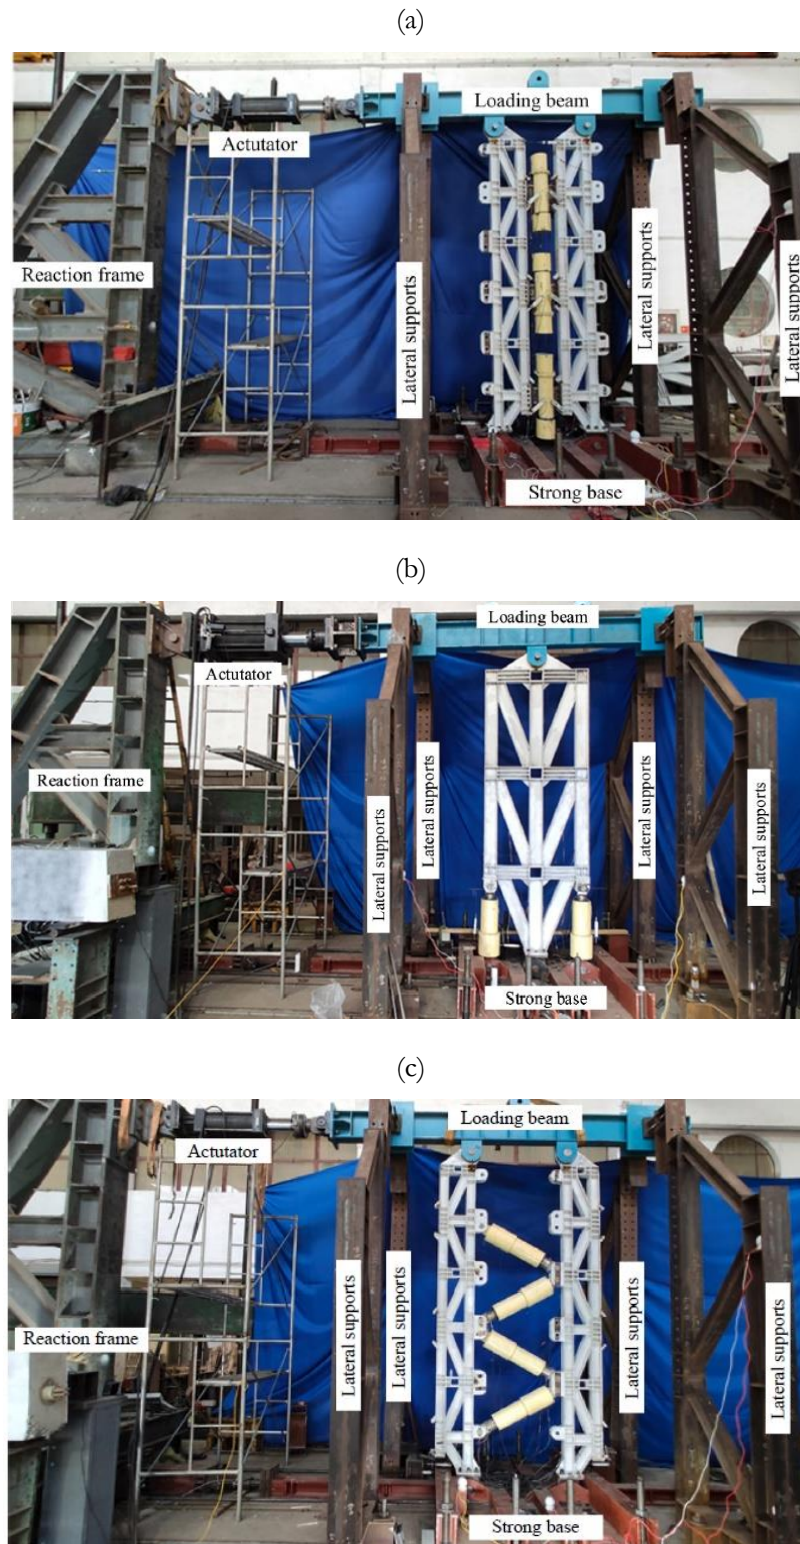 (a)
Loading beam
Actutator
Reaction frame
Lateral supports
Lateral supports
Lateral supports
Strong base
(b)
Loading beam
Actutator
Reaction frame
Lateral supports
Lateral supports
Lateral supports
Lateral supports
Strong base
(c)
Loading beam
Actutator
Reaction frame
Lateral supports
Lateral supports
Lateral supports
Lateral supports
Strong base